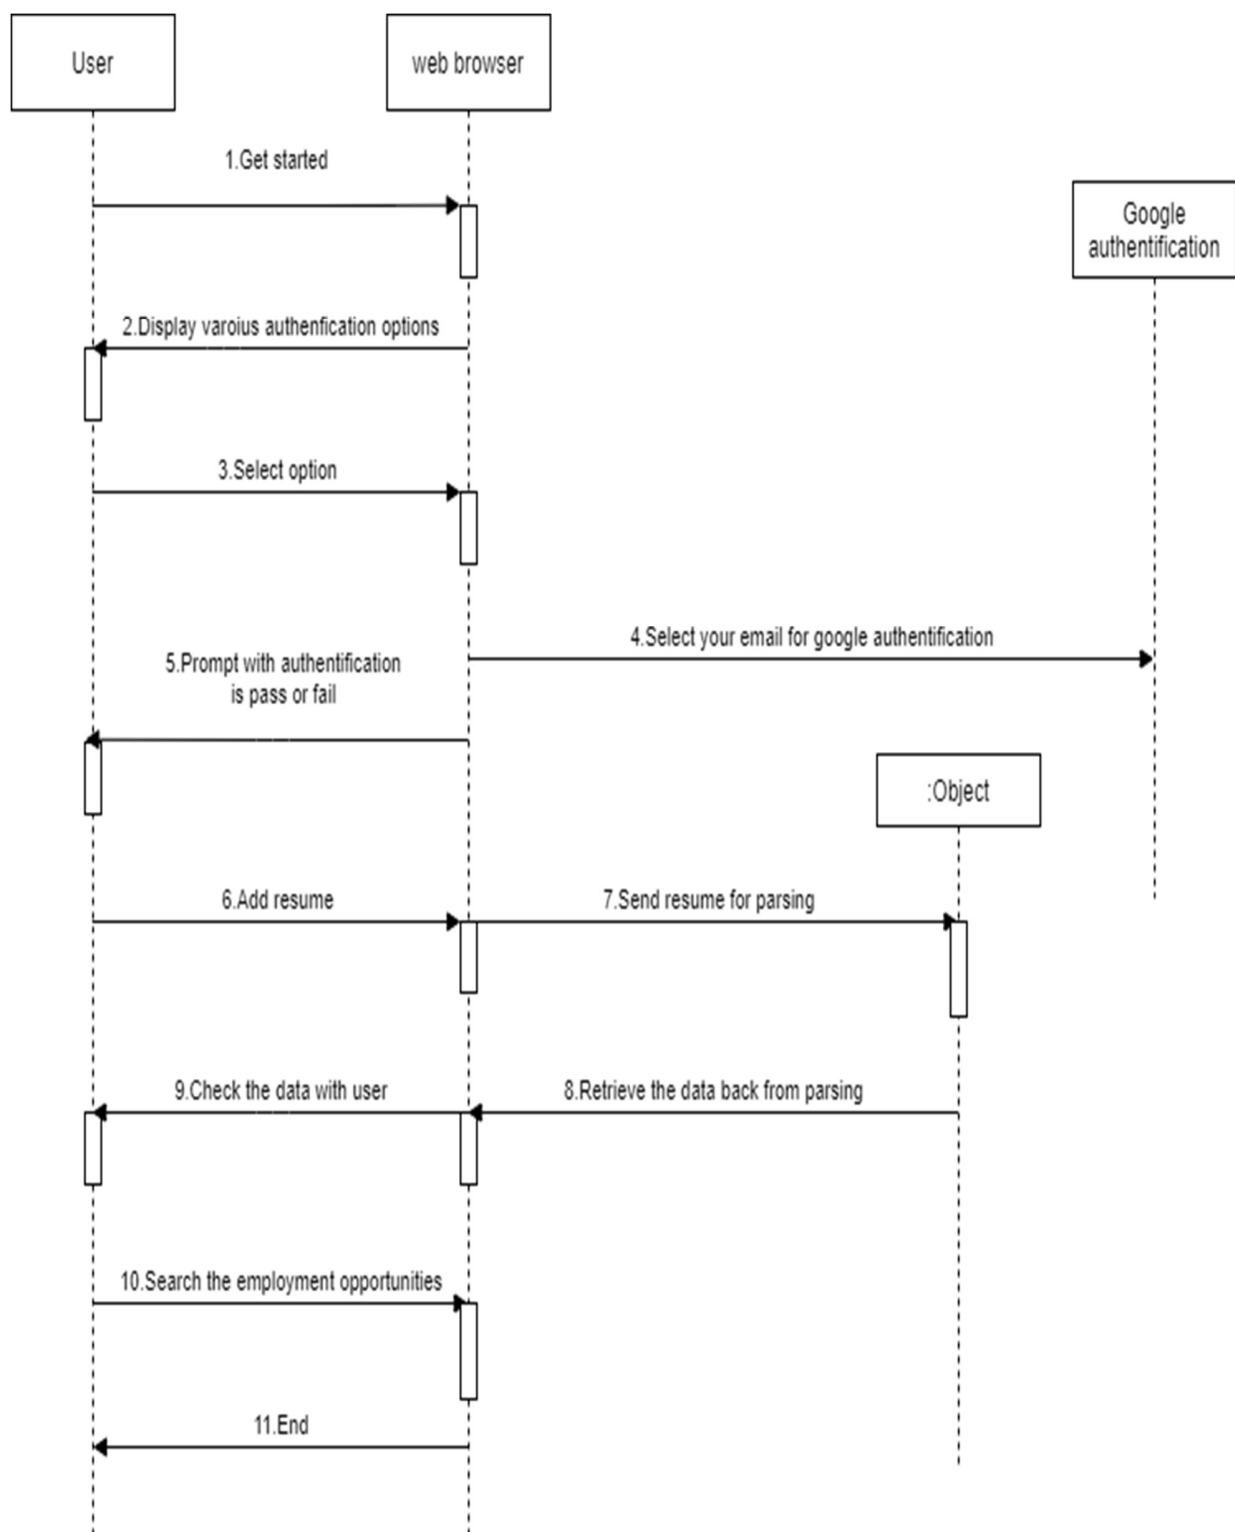 User
web browser
1.Get started
Google
authentification
2.Display varoius authenfication options
3.Select option
4.Select your email for google authentification
5.Prompt with authentification
is pass or fail
:Object
6.Add resume
7.Send resume for parsing
9.Check the data with user
8.Retrieve the data back from parsing
10.Search the employment opportunities
11.End